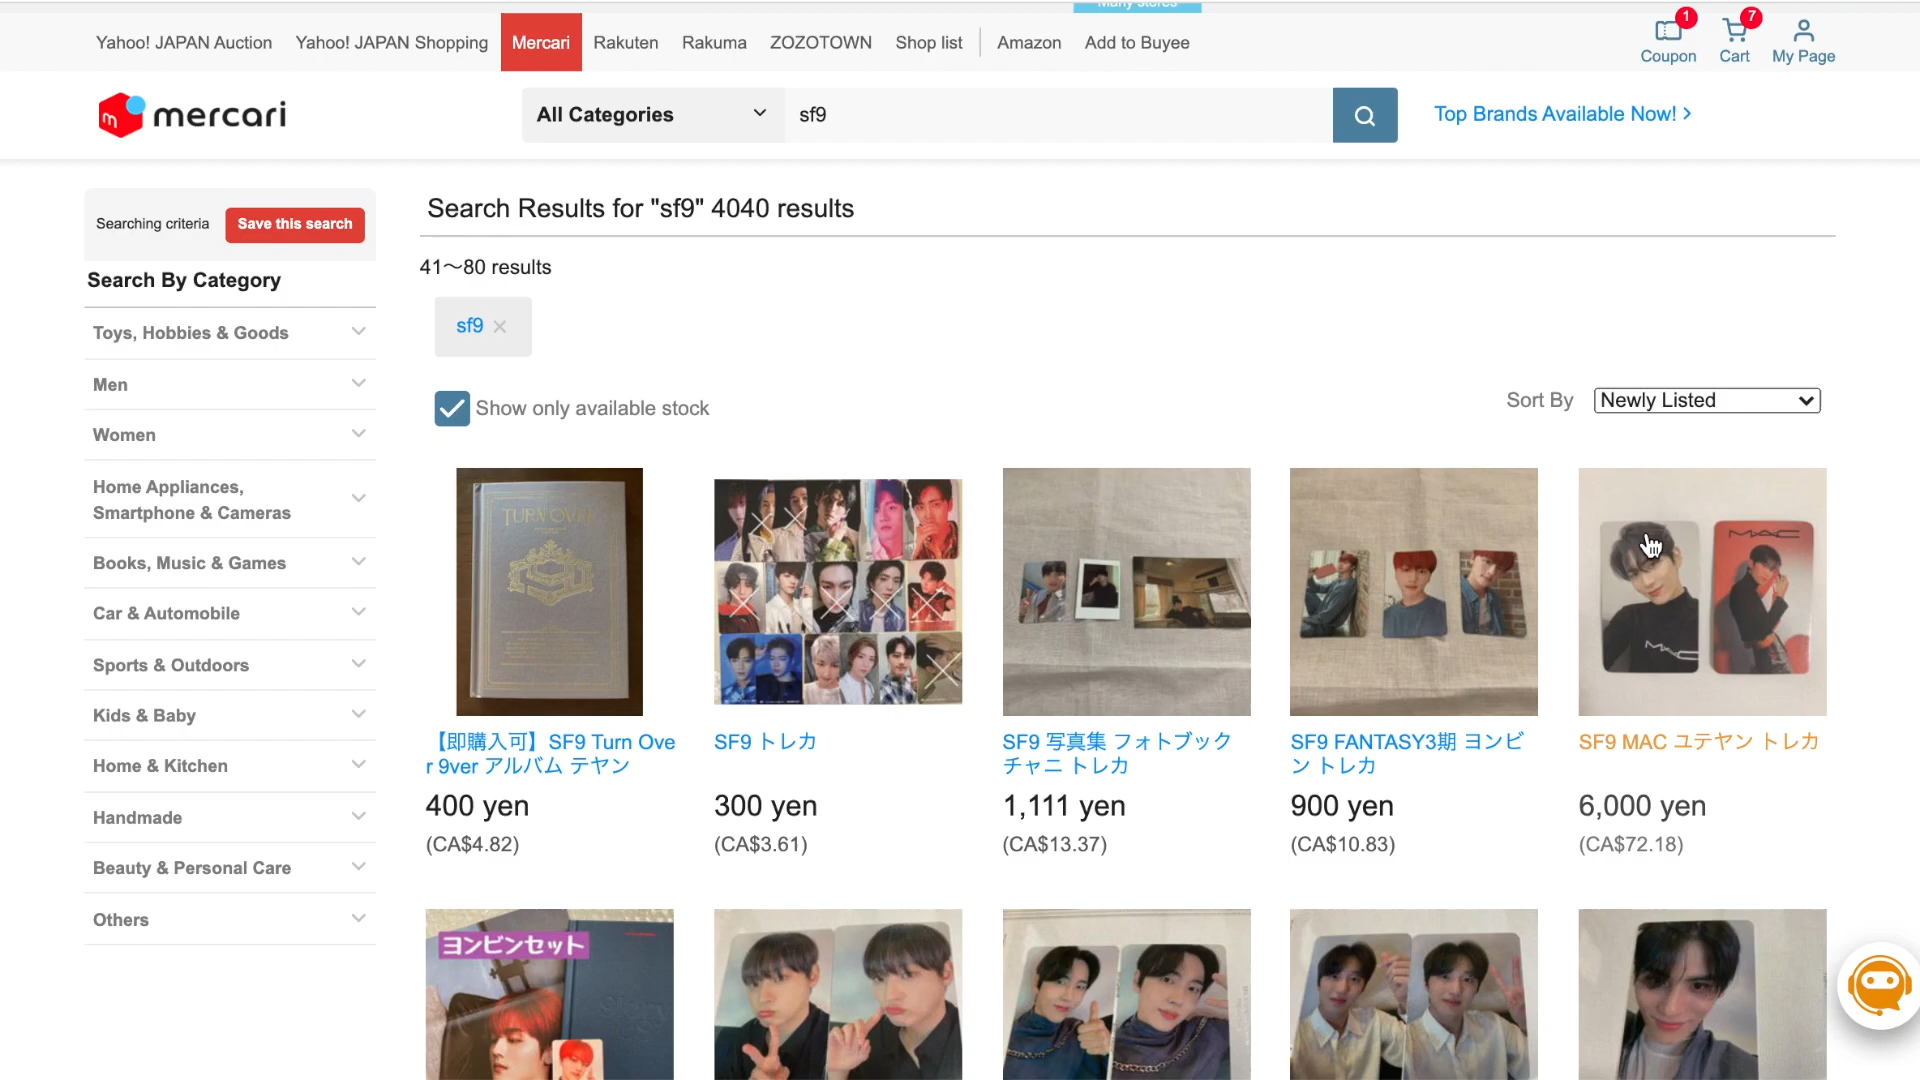 Many stores
Yahoo! JAPAN Auction
Yahoo! JAPAN Shopping
Mercari
Rakuten
Rakuma
ZOZOTOWN
Shop list
Amazon
Add to Buyee
1
Coupon
7
Cart
My Page
mercari
All Categories
sf9
Top Brands Available Now! >
Searching criteria
Save this search
Search Results for "sf9" 4040 results
41～80 results
sf9 ×
Show only available stock
Sort By
Newly Listed
Search By Category
Toys, Hobbies & Goods
Men
Women
Home Appliances,
Smartphone & Cameras
Books, Music & Games
Car & Automobile
Sports & Outdoors
Kids & Baby
Home & Kitchen
Handmade
Beauty & Personal Care
Others
TURN OVER
【即購入可】SF9 Turn Ove
r 9ver アルバム テヤン
400 yen
(CA$4.82)
SF9 トレカ
300 yen
(CA$3.61)
SF9 写真集 フォトブック
チャニ トレカ
1,111 yen
(CA$13.37)
SF9 FANTASY3期 ヨンビ
ン トレカ
900 yen
(CA$10.83)
MAC
MAC
SF9 MAC ユテヤン トレカ
6,000 yen
(CA$72.18)
ヨンビンセット